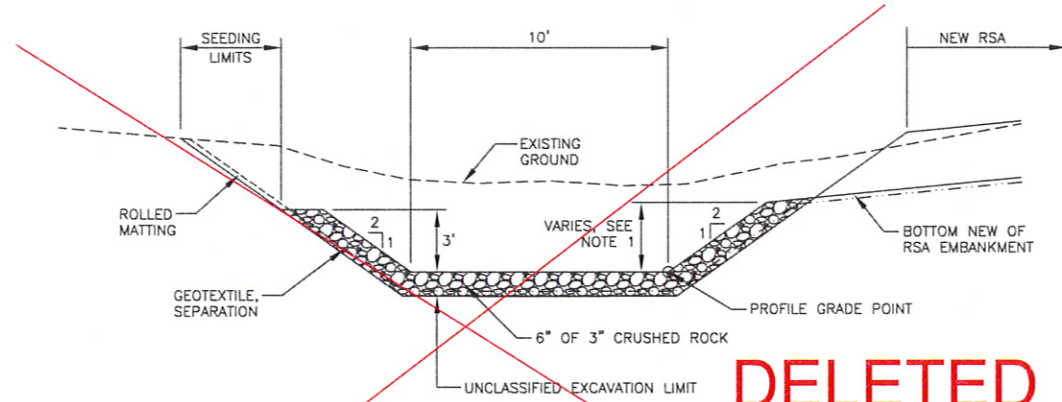 SEEDING
LIMITS
10'
NEW RSA
EXISTING
GROUND
ROLLED
MATTING
2
1
3'
VARIES, SEE
NOTE 1
2
1
BOTTOM NEW OF
RSA EMBANKMENT
GEOTEXTILE,
SEPARATION
PROFILE GRADE POINT
6" OF 3" CRUSHED ROCK
UNCLASSIFIED EXCAVATION LIMIT
DELETED